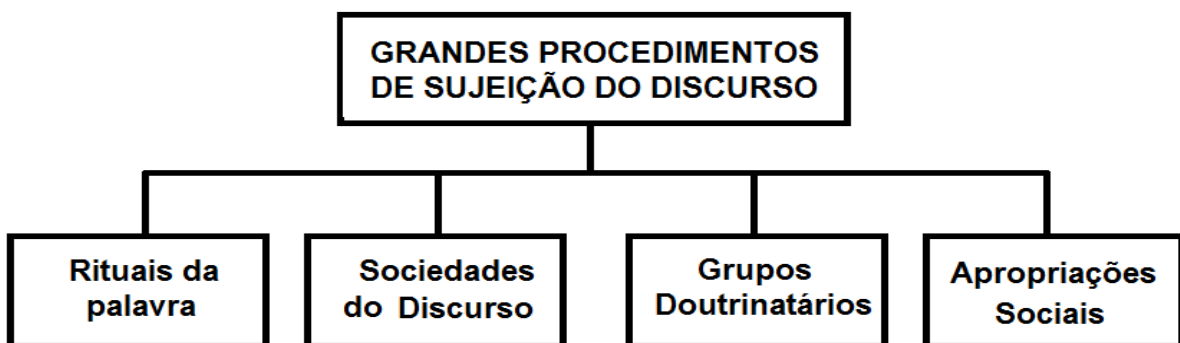 GRANDES PROCEDIMENTOS
DE SUJEIÇÃO DO DISCURSO
Rituais da
palavra
Sociedades
do Discurso
Grupos
Doutrinatários
Apropriações
Sociais